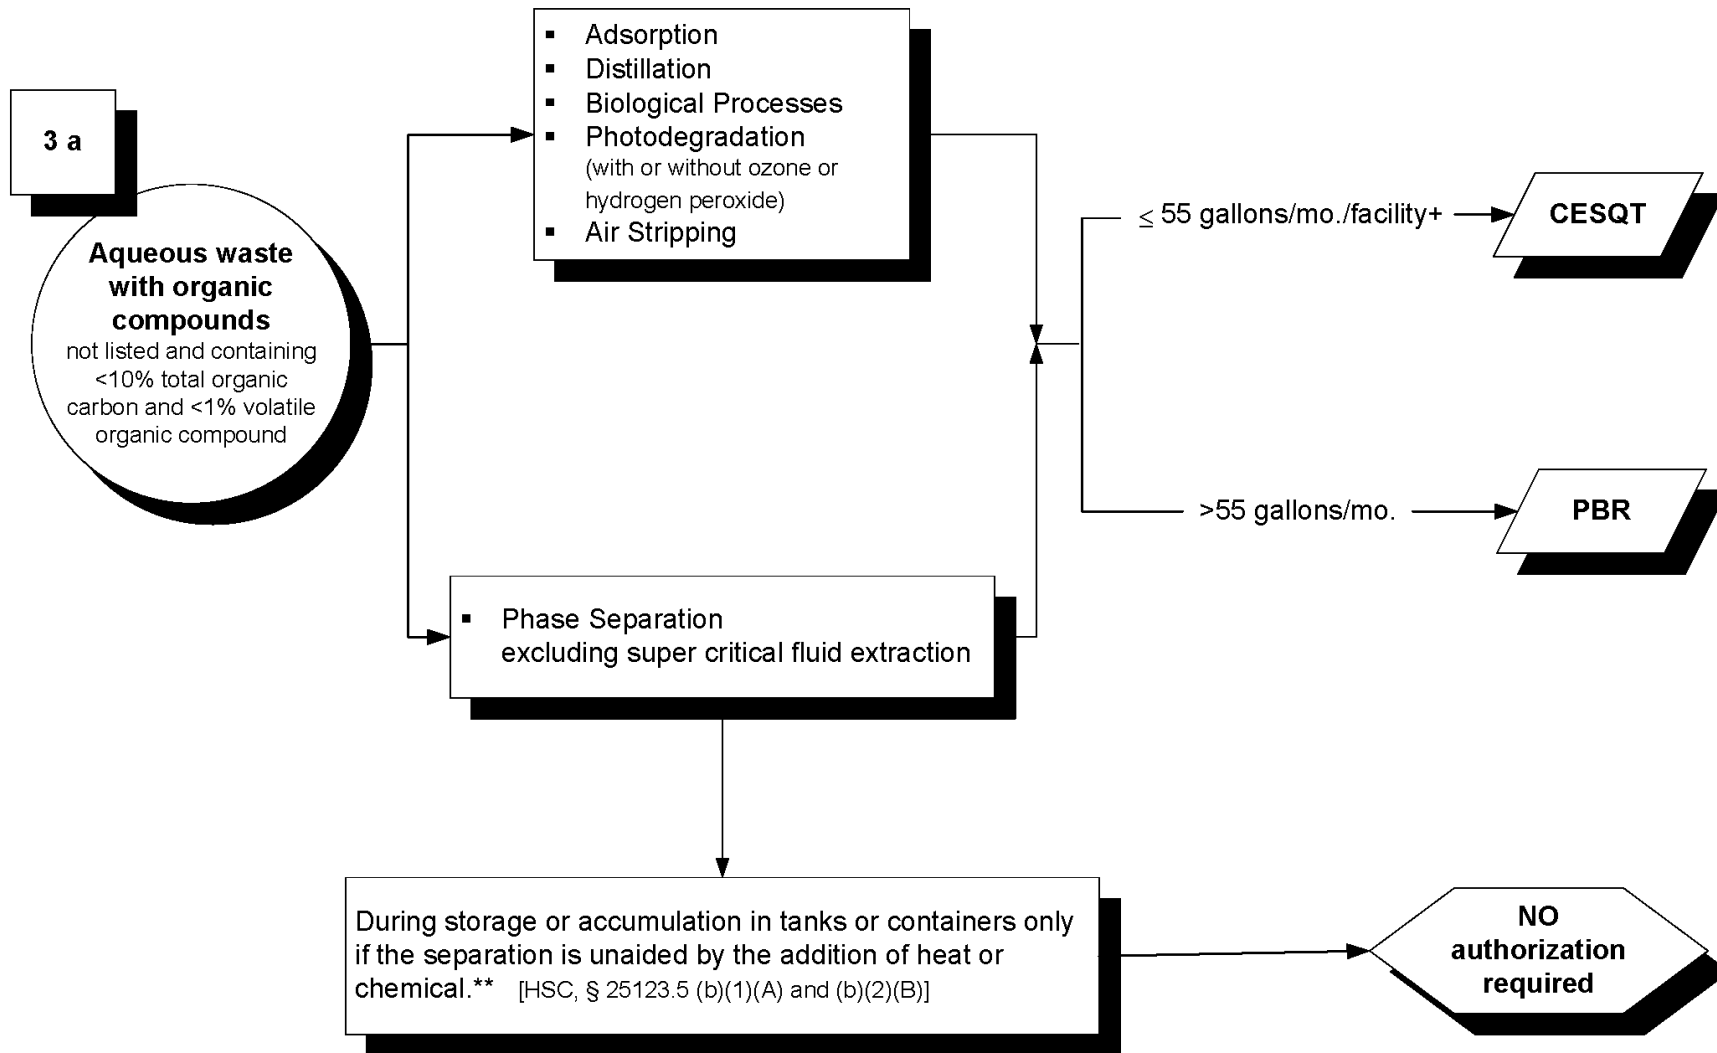 3 a
Aqueous waste
with organic
compounds
not listed and containing
<10% total organic
carbon and <1% volatile
organic compound
▪ Adsorption
▪ Distillation
▪ Biological Processes
▪ Photodegradation
(with or without ozone or
hydrogen peroxide)
▪ Air Stripping
▪ Phase Separation
excluding super critical fluid extraction
≤ 55 gallons/mo./facility+
CESQT
>55 gallons/mo.
PBR
During storage or accumulation in tanks or containers only
if the separation is unaided by the addition of heat or
chemical.** [HSC, § 25123.5 (b)(1)(A) and (b)(2)(B)]
NO
authorization
required